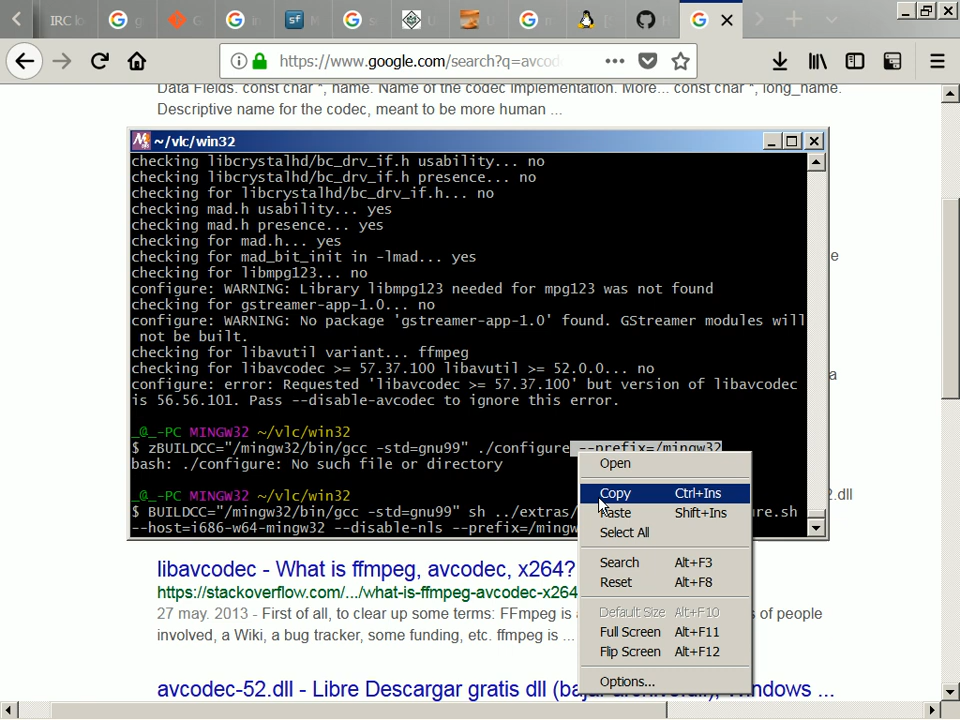 IRC
https://www.google.com/search?q=avcod
Data Fields. const char *, name. Name of the codec implementation. More... const char *, long_name.
Descriptive name for the codec, meant to be more human ...
~/vlc/win32
checking libcrystalhd/bc_drv_if.h usability... no
checking libcrystalhd/bc_drv_if.h presence... no
checking for libcrystalhd/bc_drv_if.h... no
checking mad.h usability... yes
checking mad.h presence... yes
checking for mad.h... yes
checking for mad_bit_init in -lmad... yes
checking for libmpg123... no
configure: WARNING: Library libmpg123 needed for mpg123 was not found
checking for gstreamer-app-1.0... no
configure: WARNING: No package 'gstreamer-app-1.0' found. GStreamer modules will
not be built.
checking for libavutil variant... ffmpeg
checking for libavcodec >= 57.37.100 libavutil >= 52.0.0... no
configure: error: Requested 'libavcodec >= 57.37.100' but version of libavcodec
is 56.56.101. Pass --disable-avcodec to ignore this error.
_@_-PC MINGW32 ~/vlc/win32
$ zBUILDCC="/mingw32/bin/gcc -std=gnu99" ./configure --prefix=/mingw32
bash: ./configure: No such file or directory
_@_-PC MINGW32 ~/vlc/win32
$ BUILDCC="/mingw32/bin/gcc -std=gnu99" sh ../extras/ ure.sh
--host=i686-w64-mingw32 --disable-nls --prefix=/mingw
Open
Copy Ctrl+Ins
Paste Shift+Ins
Select All
Search Alt+F3
Reset Alt+F8
Default Size Alt+F10
Full Screen Alt+F11
Flip Screen Alt+F12
Options...
e
a
2.dll
libavcodec - What is ffmpeg, avcodec, x264?
https://stackoverflow.com/.../what-is-ffmpeg-avcodec-x264
27 may. 2013 - First of all, to clear up some terms: FFmpeg is a s of people
involved, a Wiki, a bug tracker, some funding, etc. ffmpeg is ...
avcodec-52.dll - Libre Descargar gratis dll (bajar archivo.dll), Windows ...